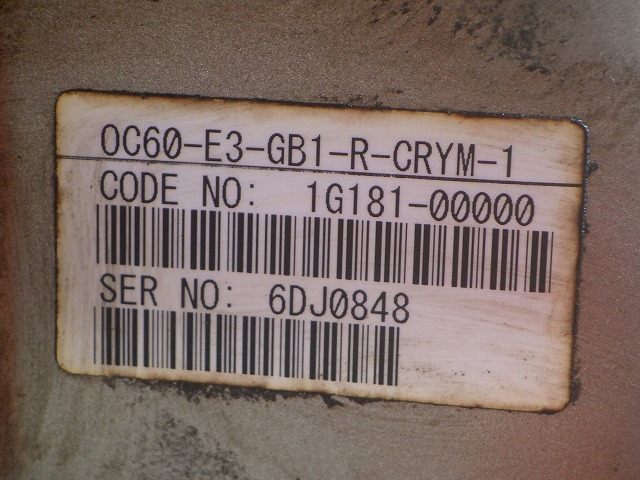 OC60-E3-GB1-R-CRYM-1
CODE NO: 1G181-00000
SER NO: 6DJ0848